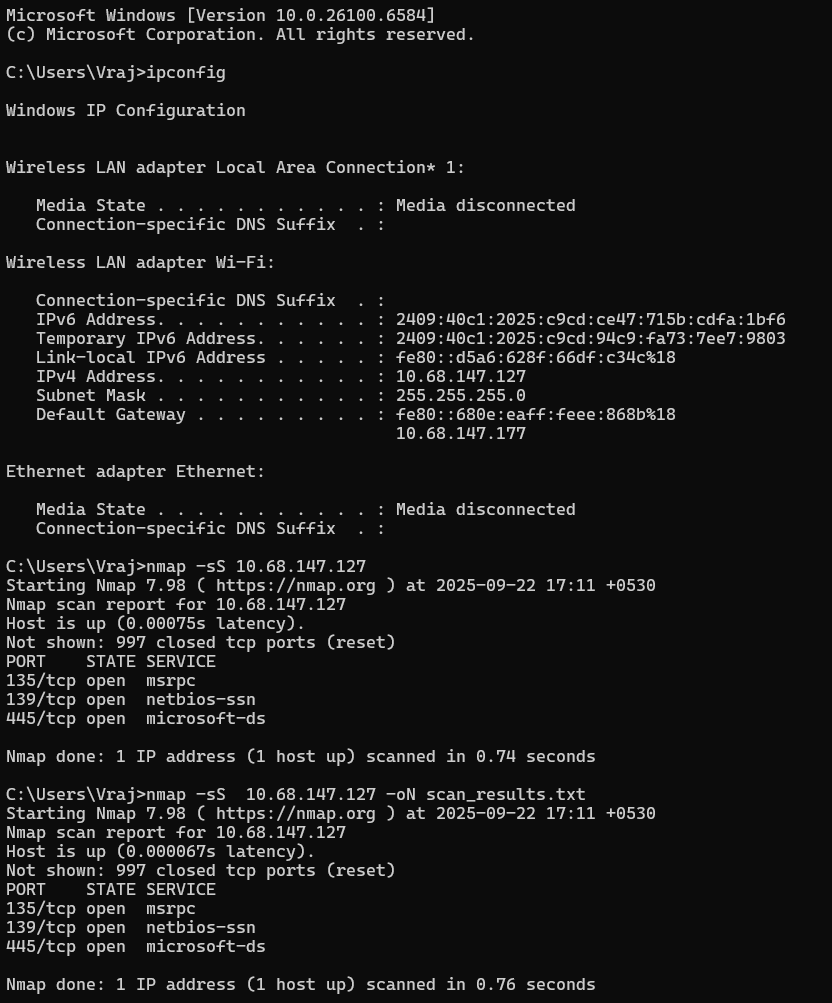 Microsoft Windows [Version 10.0.26100.6584]
(c) Microsoft Corporation. All rights reserved.
C:\Users\Vraj>ipconfig
Windows IP Configuration
Wireless LAN adapter Local Area Connection* 1:
   Media State . . . . . . . . . . . : Media disconnected
   Connection-specific DNS Suffix  . :
Wireless LAN adapter Wi-Fi:
   Connection-specific DNS Suffix  . :
   IPv6 Address. . . . . . . . . . . : 2409:40c1:2025:c9cd:ce47:715b:cdfa:1bf6
   Temporary IPv6 Address. . . . . . : 2409:40c1:2025:c9cd:94c9:fa73:7ee7:9803
   Link-local IPv6 Address . . . . . : fe80::d5a6:628f:66df:c34c%18
   IPv4 Address. . . . . . . . . . . : 10.68.147.127
   Subnet Mask . . . . . . . . . . . : 255.255.255.0
   Default Gateway . . . . . . . . . : fe80::680e:eaff:feee:868b%18
                                       10.68.147.177
Ethernet adapter Ethernet:
   Media State . . . . . . . . . . . : Media disconnected
   Connection-specific DNS Suffix  . :
C:\Users\Vraj>nmap -sS 10.68.147.127
Starting Nmap 7.98 ( https://nmap.org ) at 2025-09-22 17:11 +0530
Nmap scan report for 10.68.147.127
Host is up (0.00075s latency).
Not shown: 997 closed tcp ports (reset)
PORT    STATE SERVICE
135/tcp open  msrpc
139/tcp open  netbios-ssn
445/tcp open  microsoft-ds
Nmap done: 1 IP address (1 host up) scanned in 0.74 seconds
C:\Users\Vraj>nmap -sS  10.68.147.127 -oN scan_results.txt
Starting Nmap 7.98 ( https://nmap.org ) at 2025-09-22 17:11 +0530
Nmap scan report for 10.68.147.127
Host is up (0.000067s latency).
Not shown: 997 closed tcp ports (reset)
PORT    STATE SERVICE
135/tcp open  msrpc
139/tcp open  netbios-ssn
445/tcp open  microsoft-ds
Nmap done: 1 IP address (1 host up) scanned in 0.76 seconds